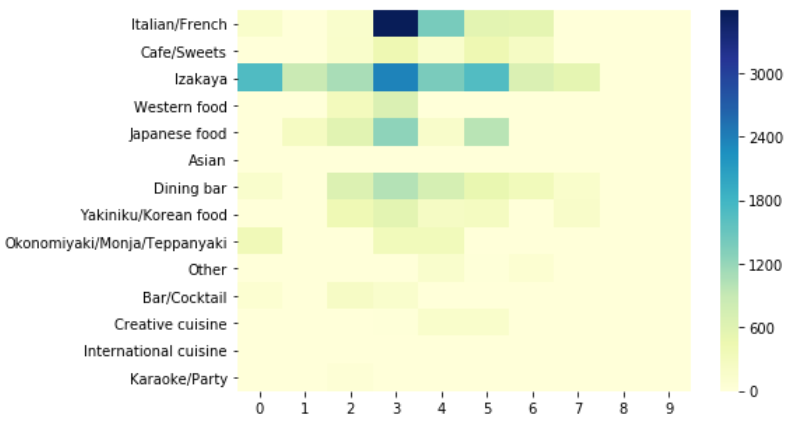 Italian/French
Cafe/Sweets
Izakaya
Western food
Japanese food
Asian
Dining bar
Yakiniku/Korean food
Okonomiyaki/Monja/Teppanyaki
Other
Bar/Cocktail
Creative cuisine
International cuisine
Karaoke/Party
0 1 2 3 4 5 6 7 8 9
3000
2400
1800
1200
600
0